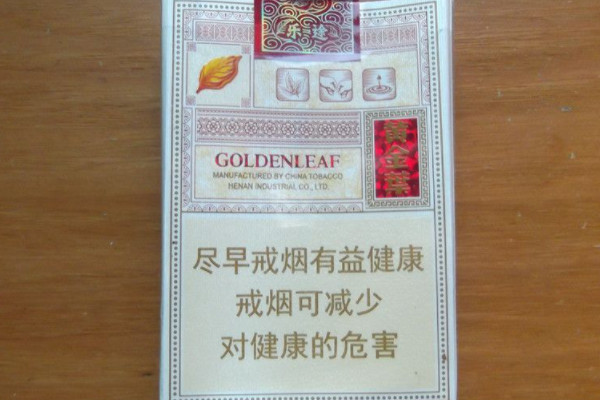 乐途
GOLDENLEAF
MANUFACTURED BY CHINA TOBACCO
HENAN INDUSTRIAL CO., LTD.
黄金叶
尽早戒烟有益健康
戒烟可减少
对健康的危害